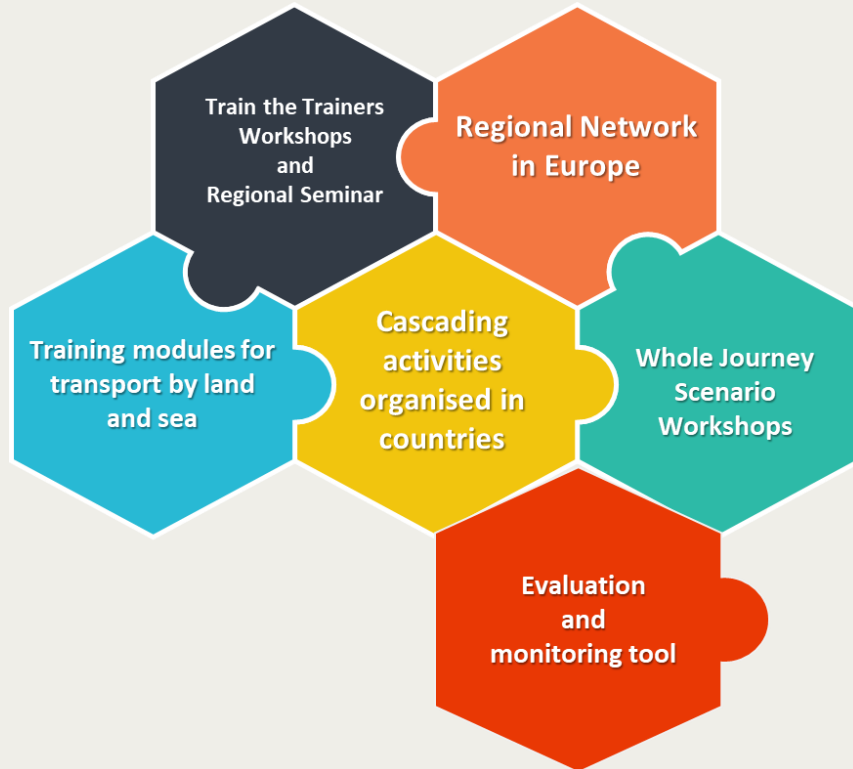 Train the Trainers
Workshops
and
Regional Seminar
Regional Network
in Europe
Training modules for
transport by land
and sea
Cascading
activities
organised in
countries
Whole Journey
Scenario
Workshops
Evaluation
and
monitoring tool